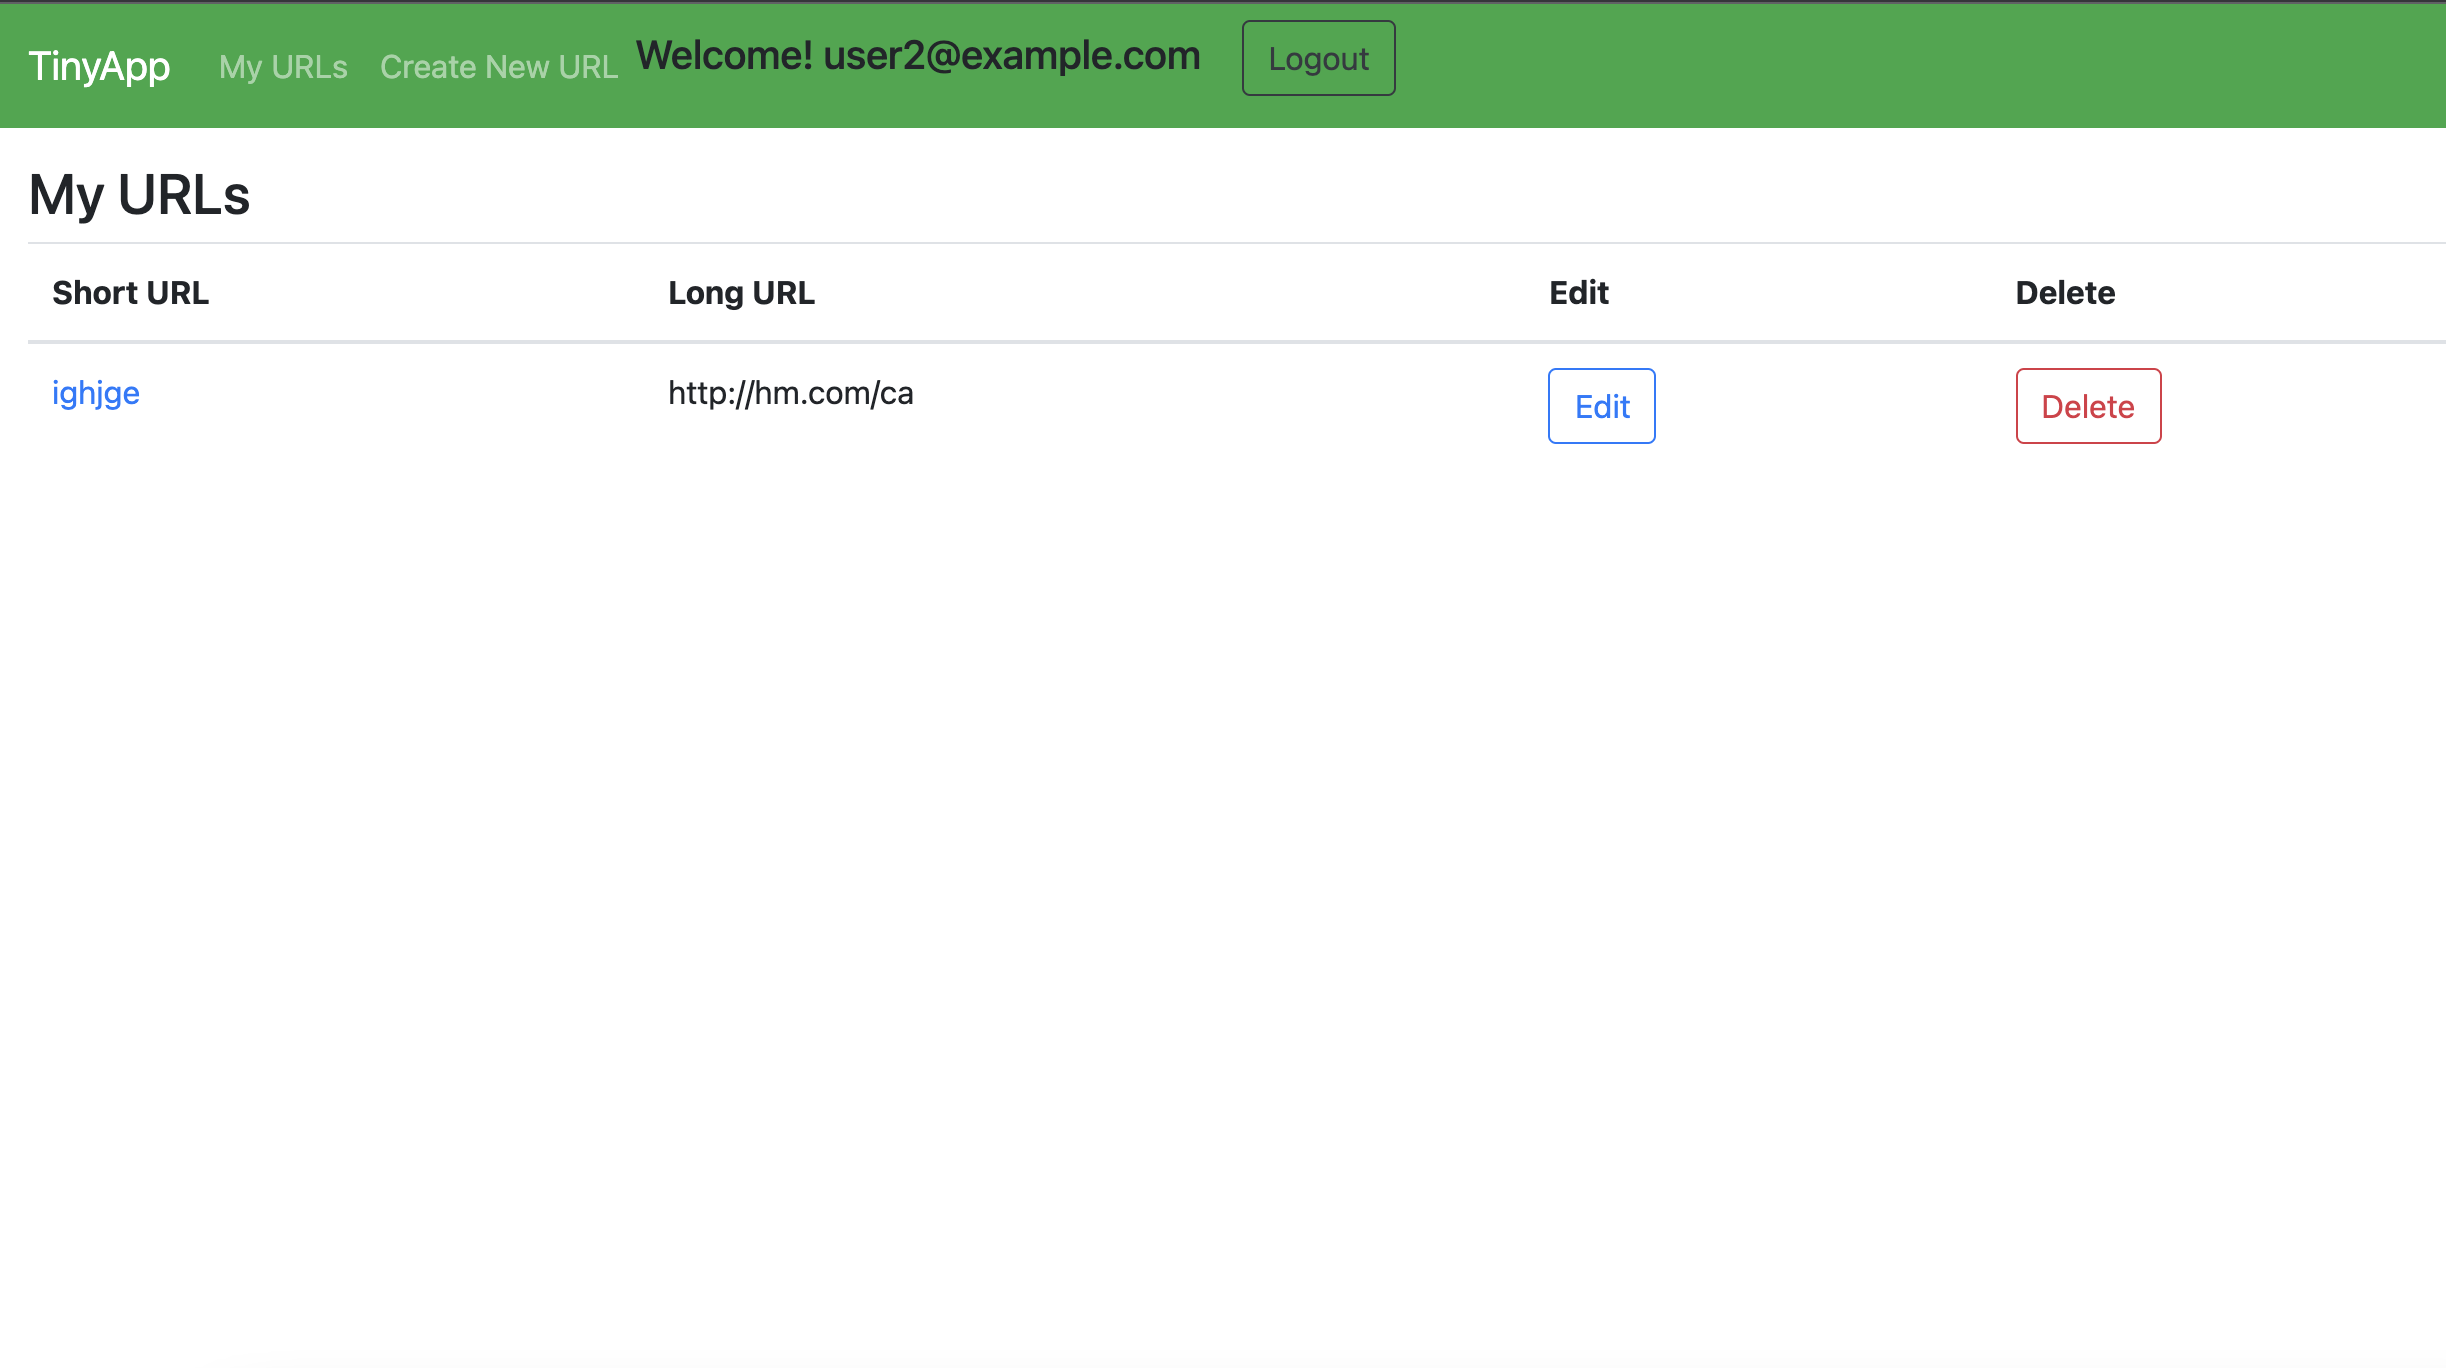 TinyApp My URLs Create New URL Welcome! user2@example.com Logout
My URLs
Short URL Long URL Edit Delete
ighjge http://hm.com/ca Edit Delete